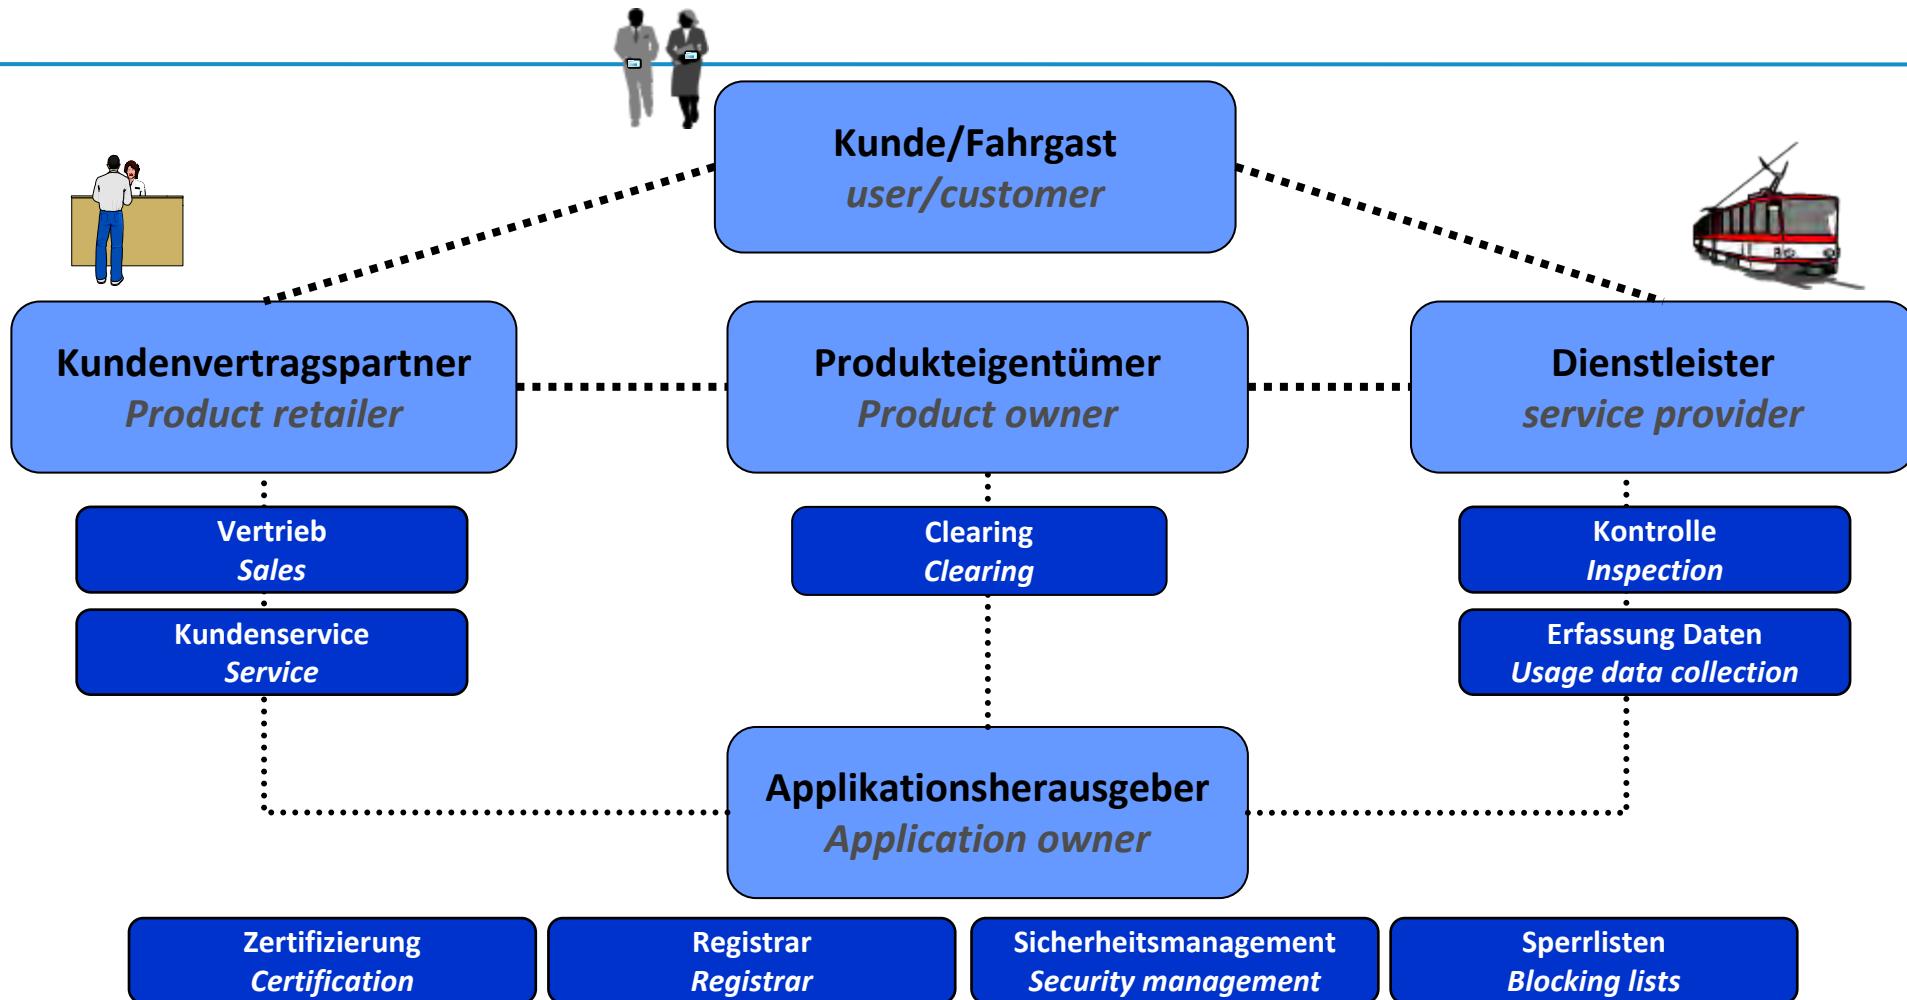 Kunde/Fahrgast
user/customer
Kundenvertragspartner
Product retailer
Produkteigentümer
Product owner
Dienstleister
service provider
Vertrieb
Sales
Clearing
Clearing
Kontrolle
Inspection
Kundenservice
Service
Erfassung Daten
Usage data collection
Applikationsherausgeber
Application owner
Zertifizierung
Certification
Registrar
Registrar
Sicherheitsmanagement
Security management
Sperrlisten
Blocking lists